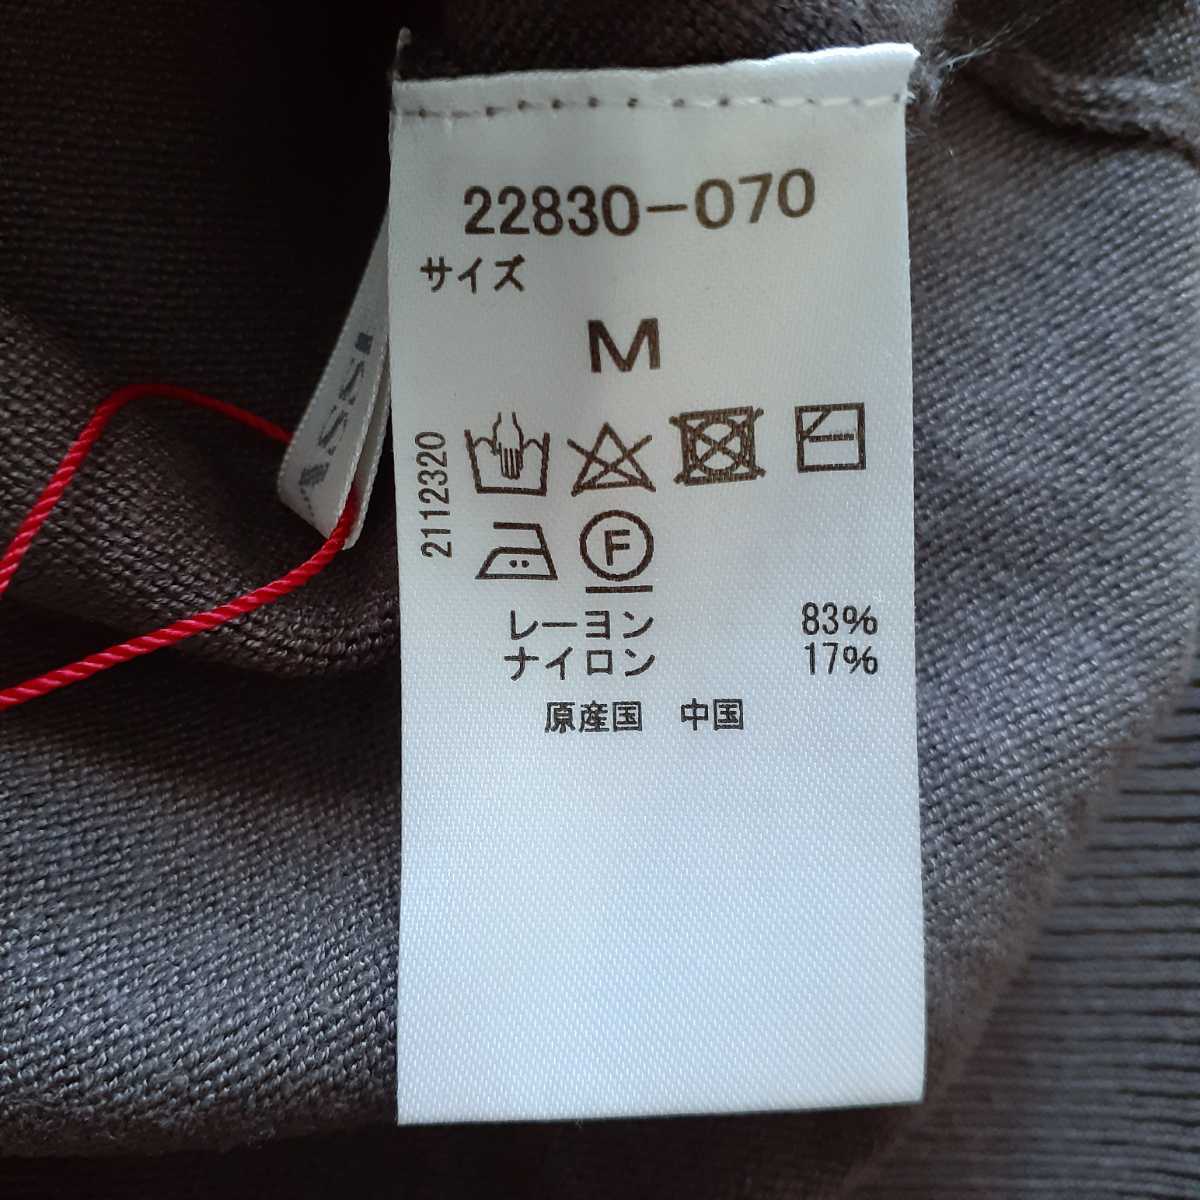 22830-070
サイズ
M
2112320
F
レーヨン 83%
ナイロン 17%
原産国 中国